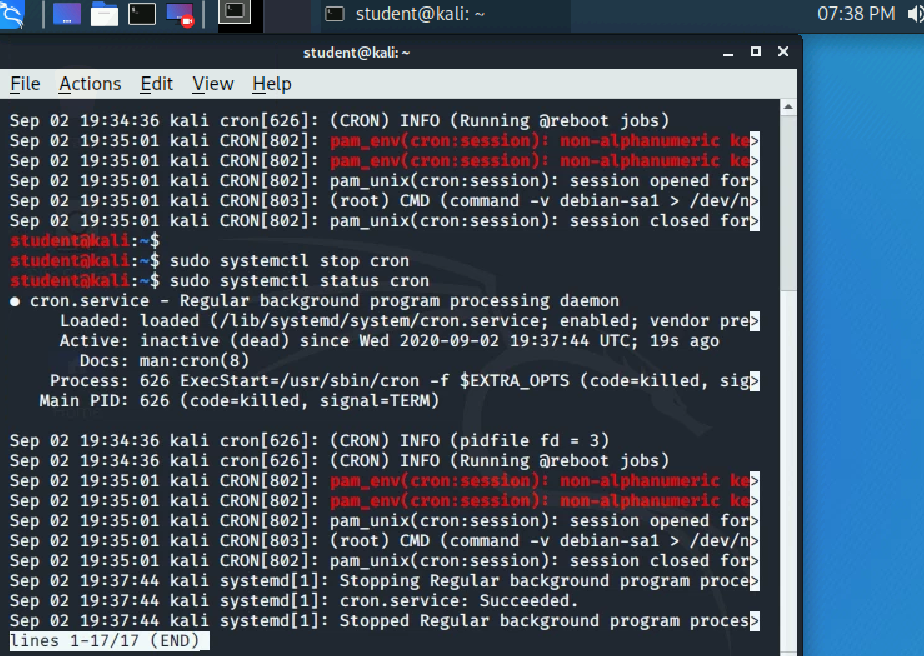 student@kali: ~
07:38 PM
student@kali: ~
File Actions Edit View Help
Sep 02 19:34:36 kali cron[626]: (CRON) INFO (Running @reboot jobs)
Sep 02 19:35:01 kali CRON[802]: pam_env(cron:session): non-alphanumeric ke>
Sep 02 19:35:01 kali CRON[802]: pam_env(cron:session): non-alphanumeric ke>
Sep 02 19:35:01 kali CRON[802]: pam_unix(cron:session): session opened for>
Sep 02 19:35:01 kali CRON[803]: (root) CMD (command -v debian-sa1 > /dev/n>
Sep 02 19:35:01 kali CRON[802]: pam_unix(cron:session): session closed for>
student@kali:~$
student@kali:~$ sudo systemctl stop cron
student@kali:~$ sudo systemctl status cron
● cron.service - Regular background program processing daemon
Loaded: loaded (/lib/systemd/system/cron.service; enabled; vendor pre>
Active: inactive (dead) since Wed 2020-09-02 19:37:44 UTC; 19s ago
Docs: man:cron(8)
Process: 626 ExecStart=/usr/sbin/cron -f $EXTRA_OPTS (code=killed, sig>
Main PID: 626 (code=killed, signal=TERM)
Sep 02 19:34:36 kali cron[626]: (CRON) INFO (pidfile fd = 3)
Sep 02 19:34:36 kali cron[626]: (CRON) INFO (Running @reboot jobs)
Sep 02 19:35:01 kali CRON[802]: pam_env(cron:session): non-alphanumeric ke>
Sep 02 19:35:01 kali CRON[802]: pam_env(cron:session): non-alphanumeric ke>
Sep 02 19:35:01 kali CRON[802]: pam_unix(cron:session): session opened for>
Sep 02 19:35:01 kali CRON[803]: (root) CMD (command -v debian-sa1 > /dev/n>
Sep 02 19:35:01 kali CRON[802]: pam_unix(cron:session): session closed for>
Sep 02 19:37:44 kali systemd[1]: Stopping Regular background program proce>
Sep 02 19:37:44 kali systemd[1]: cron.service: Succeeded.
Sep 02 19:37:44 kali systemd[1]: Stopped Regular background program proces>
lines 1-17/17 (END)